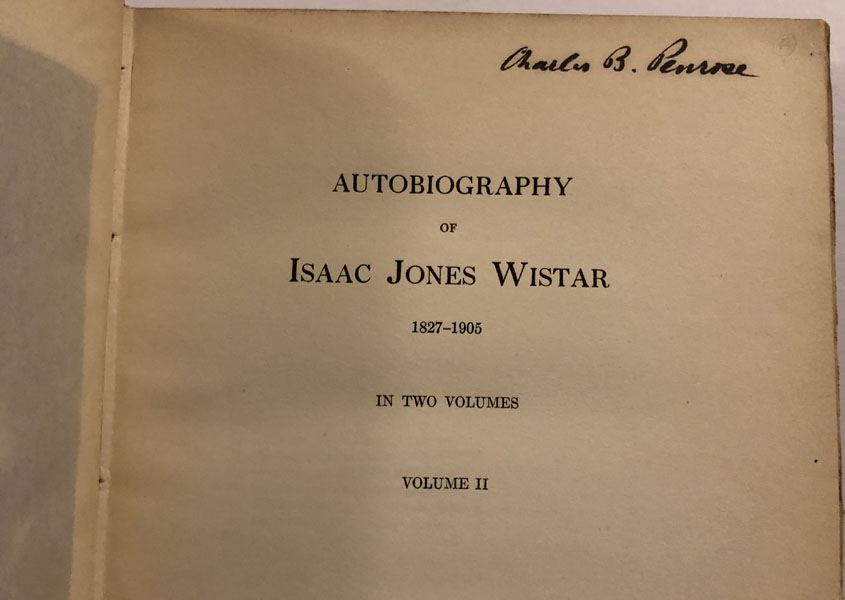 Charles B. Penrose
AUTOBIOGRAPHY
OF
ISAAC JONES WISTAR
1827–1905
IN TWO VOLUMES
VOLUME II